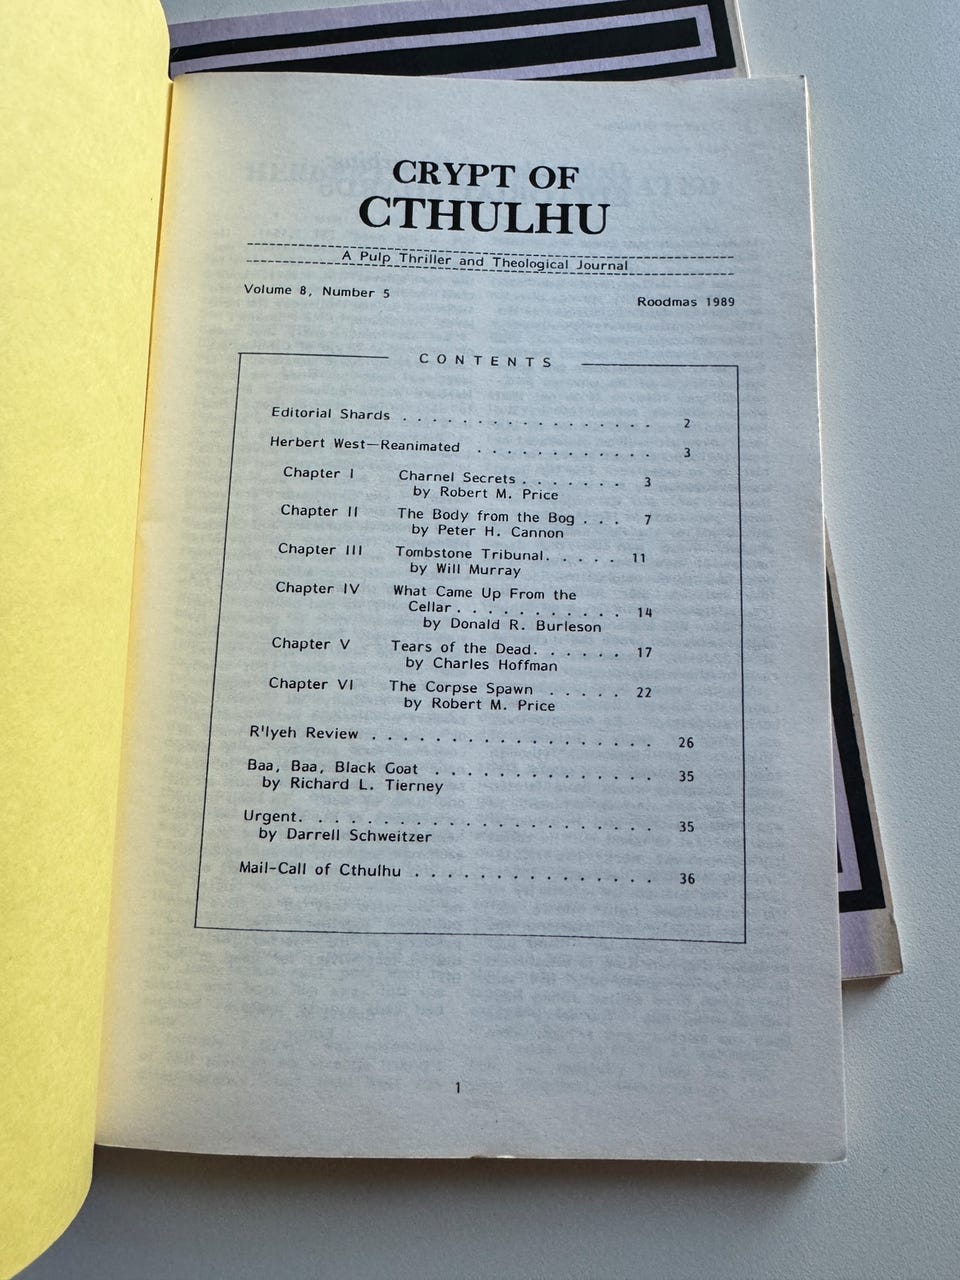 CRYPT OF
CTHULHU
A Pulp Thriller and Theological Journal
Volume 8, Number 5 Roodmas 1989
CONTENTS
Editorial Shards . . . . . . . . . . . . . . . . 2
Herbert West—Reanimated . . . . . . . . . . . . 3
Chapter I Charnel Secrets . . . . . . . 3
by Robert M. Price
Chapter II The Body from the Bog . . . 7
by Peter H. Cannon
Chapter III Tombstone Tribunal. . . . . 11
by Will Murray
Chapter IV What Came Up From the
Cellar . . . . . . . . . . . 14
by Donald R. Burleson
Chapter V Tears of the Dead. . . . . . 17
by Charles Hoffman
Chapter VI The Corpse Spawn . . . . . 22
by Robert M. Price
R'lyeh Review . . . . . . . . . . . . . . . . . 26
Baa, Baa, Black Goat . . . . . . . . . . . . . 35
by Richard L. Tierney
Urgent. . . . . . . . . . . . . . . . . . . . . 35
by Darrell Schweitzer
Mail-Call of Cthulhu . . . . . . . . . . . . . . 36
1